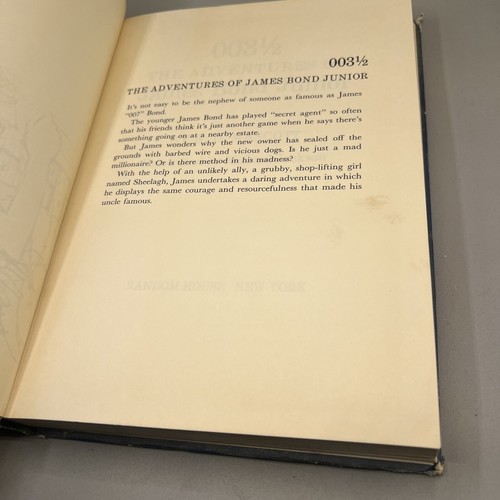 003½
THE ADVENTURES OF JAMES BOND JUNIOR
It's not easy to be the nephew of someone as famous as James
"007" Bond.
The younger James Bond has played "secret agent" so often
that his friends think it's just another game when he says there's
something going on at a nearby estate.
But James wonders why the new owner has sealed off the
grounds with barbed wire and vicious dogs. Is he just a mad
millionaire? Or is there method in his madness?
With the help of an unlikely ally, a grubby, shop-lifting girl
named Sheelagh, James undertakes a daring adventure in which
he displays the same courage and resourcefulness that made his
uncle famous.